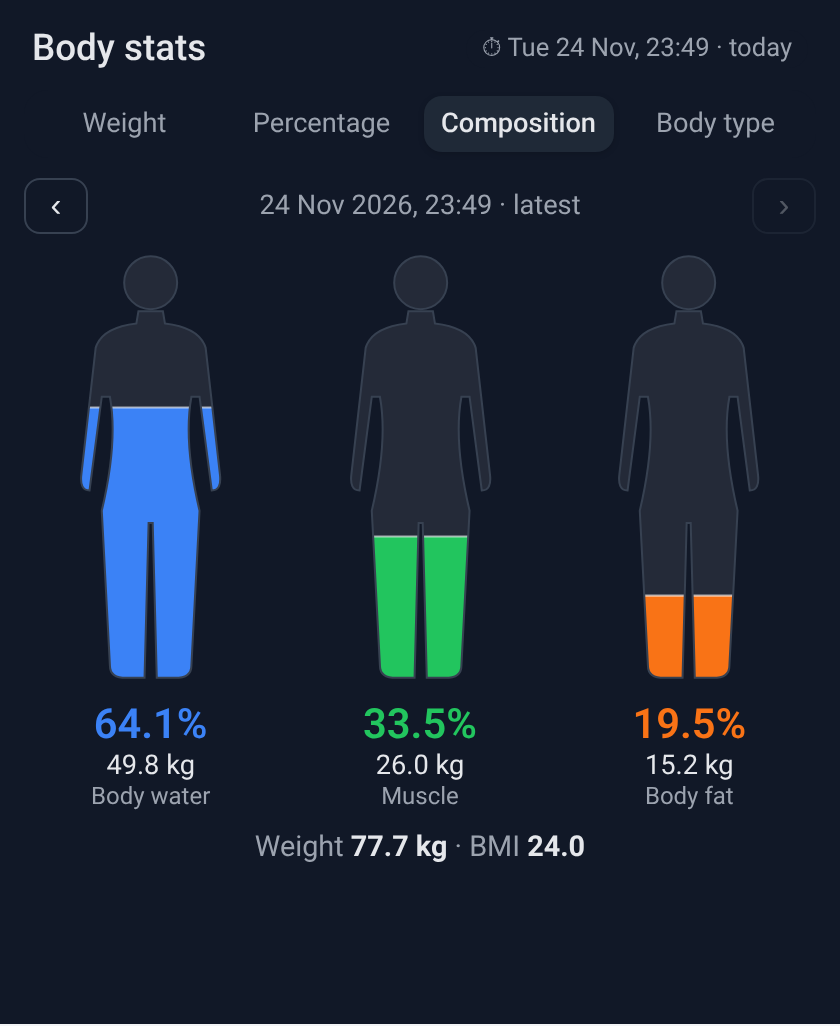 Body stats
⏱ Tue 24 Nov, 23:49 · today
Weight Percentage Composition Body type
‹ 24 Nov 2026, 23:49 · latest ›
64.1% 33.5% 19.5%
49.8 kg 26.0 kg 15.2 kg
Body water Muscle Body fat
Weight 77.7 kg · BMI 24.0